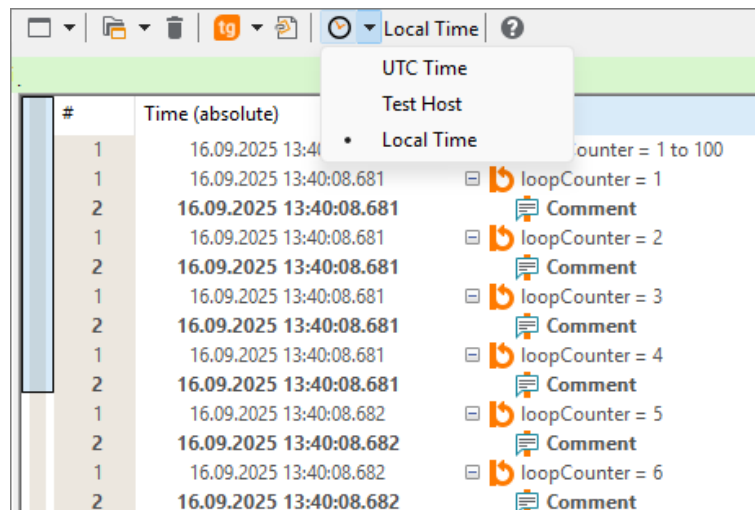 tg Local Time ?
UTC Time
Test Host
Local Time
.
# Time (absolute)
1 16.09.2025 13:40 ounter = 1 to 100
1 16.09.2025 13:40:08.681 loopCounter = 1
2 16.09.2025 13:40:08.681 Comment
1 16.09.2025 13:40:08.681 loopCounter = 2
2 16.09.2025 13:40:08.681 Comment
1 16.09.2025 13:40:08.681 loopCounter = 3
2 16.09.2025 13:40:08.681 Comment
1 16.09.2025 13:40:08.681 loopCounter = 4
2 16.09.2025 13:40:08.681 Comment
1 16.09.2025 13:40:08.682 loopCounter = 5
2 16.09.2025 13:40:08.682 Comment
1 16.09.2025 13:40:08.682 loopCounter = 6
2 16.09.2025 13:40:08.682 Comment